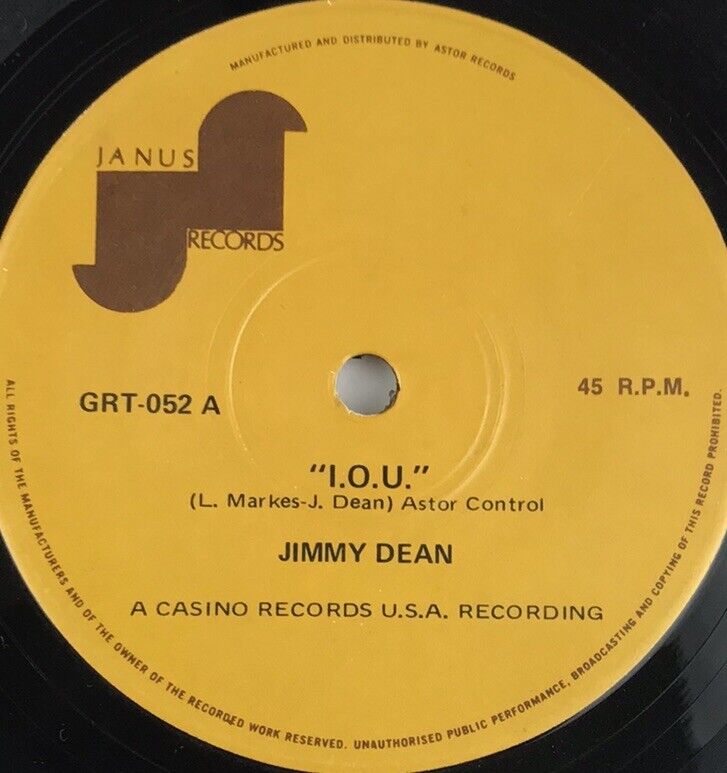 MANUFACTURED AND DISTRIBUTED BY ASTOR RECORDS
JANUS
RECORDS
GRT-052 A
45 R.P.M.
"I.O.U."
(L. Markes-J. Dean) Astor Control
JIMMY DEAN
A CASINO RECORDS U.S.A. RECORDING
ALL RIGHTS OF THE MANUFACTURERS AND OF THE OWNER OF THE RECORDED WORK RESERVED. UNAUTHORISED PUBLIC PERFORMANCE, BROADCASTING AND COPYING OF THIS RECORD PROHIBITED.